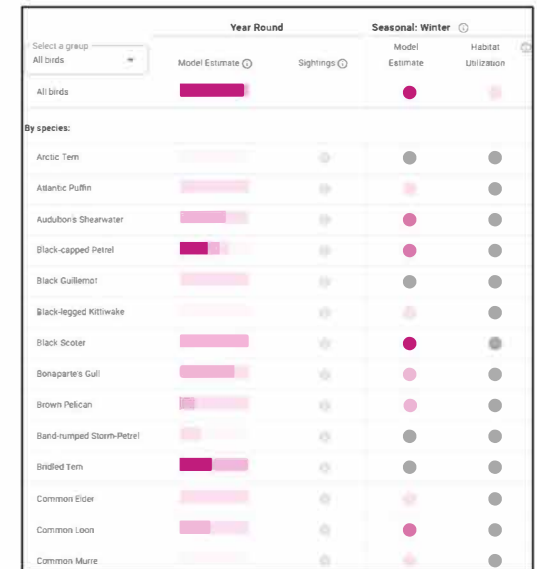 Year Round
Seasonal: Winter
Select a group
All birds
Model Estimate
Sightings
Model
Estimate
Habitat
Utilization
All birds
By species:
Arctic Tern
Atlantic Puffin
Audubon's Shearwater
Black-capped Petrel
Black Guillemot
Black-legged Kittiwake
Black Scoter
Bonaparte's Gull
Brown Pelican
Band-rumped Storm-Petrel
Bridled Tern
Common Eider
Common Loon
Common Murre